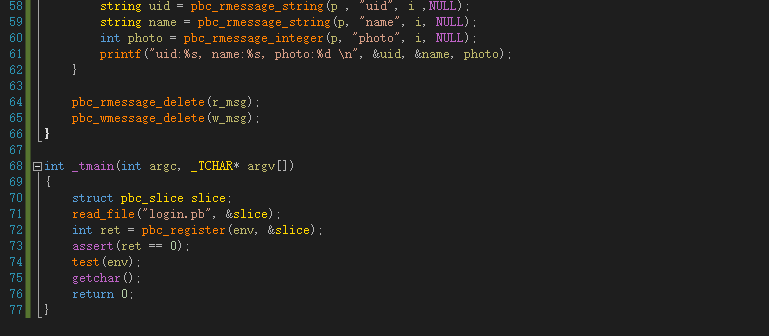 58 string uid = pbc_rmessage_string(p , "uid", i ,NULL);
59 string name = pbc_rmessage_string(p, "name", i, NULL);
60 int photo = pbc_rmessage_integer(p, "photo", i, NULL);
61 printf("uid:%s, name:%s, photo:%d \n", &uid, &name, photo);
62 }
63
64 pbc_rmessage_delete(r_msg);
65 pbc_wmessage_delete(w_msg);
66 }
67
68 int _tmain(int argc, _TCHAR* argv[])
69 {
70 struct pbc_slice slice;
71 read_file("login.pb", &slice);
72 int ret = pbc_register(env, &slice);
73 assert(ret == 0);
74 test(env);
75 getchar();
76 return 0;
77 }